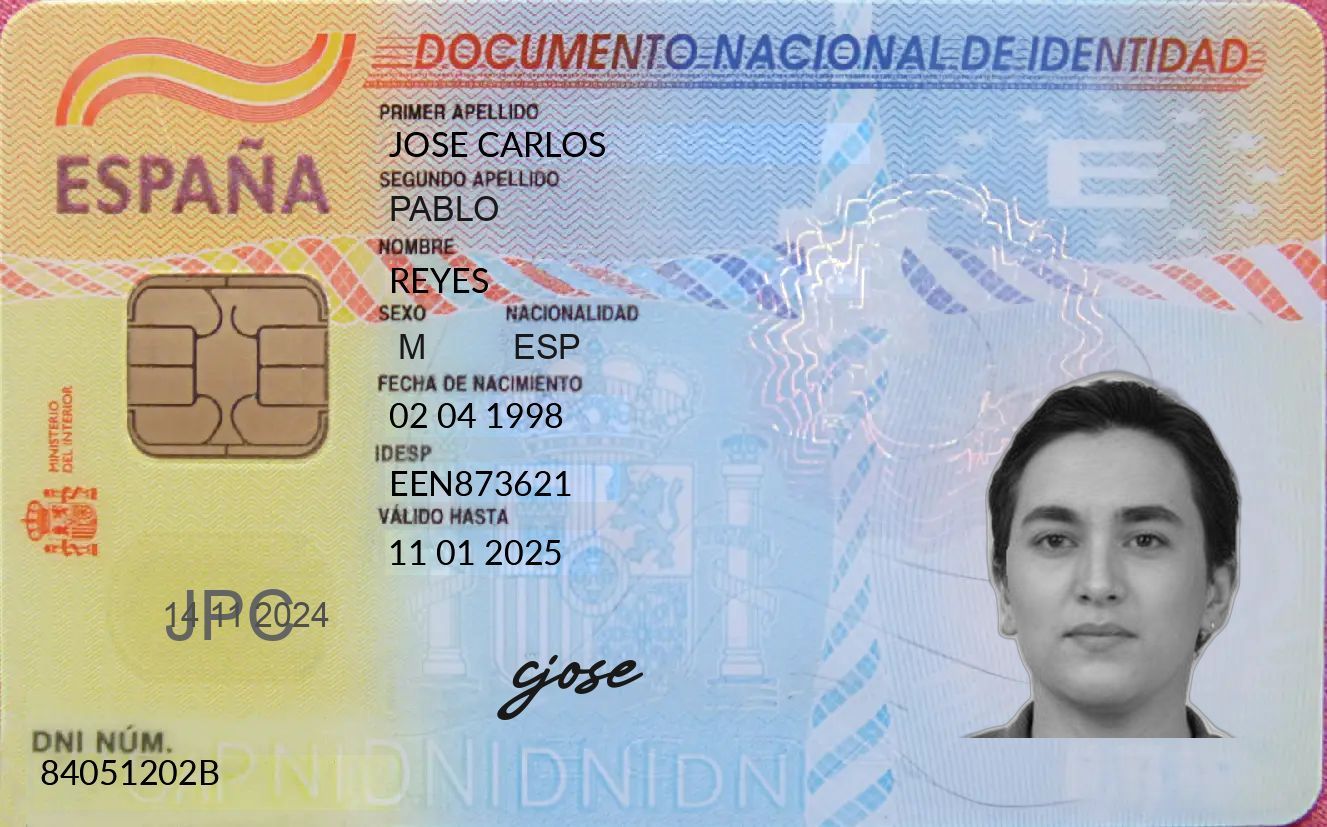 DOCUMENTO NACIONAL DE IDENTIDAD
ESPAÑA
PRIMER APELLIDO
JOSE CARLOS
SEGUNDO APELLIDO
PABLO
NOMBRE
REYES
SEXO NACIONALIDAD
M ESP
FECHA DE NACIMIENTO
02 04 1998
IDESP
EEN873621
VÁLIDO HASTA
11 01 2025
MINISTERIO
DEL INTERIOR
E
JPC
14 11 2024
cjose
DNI NÚM.
84051202B
DNIDNIDNIDNI